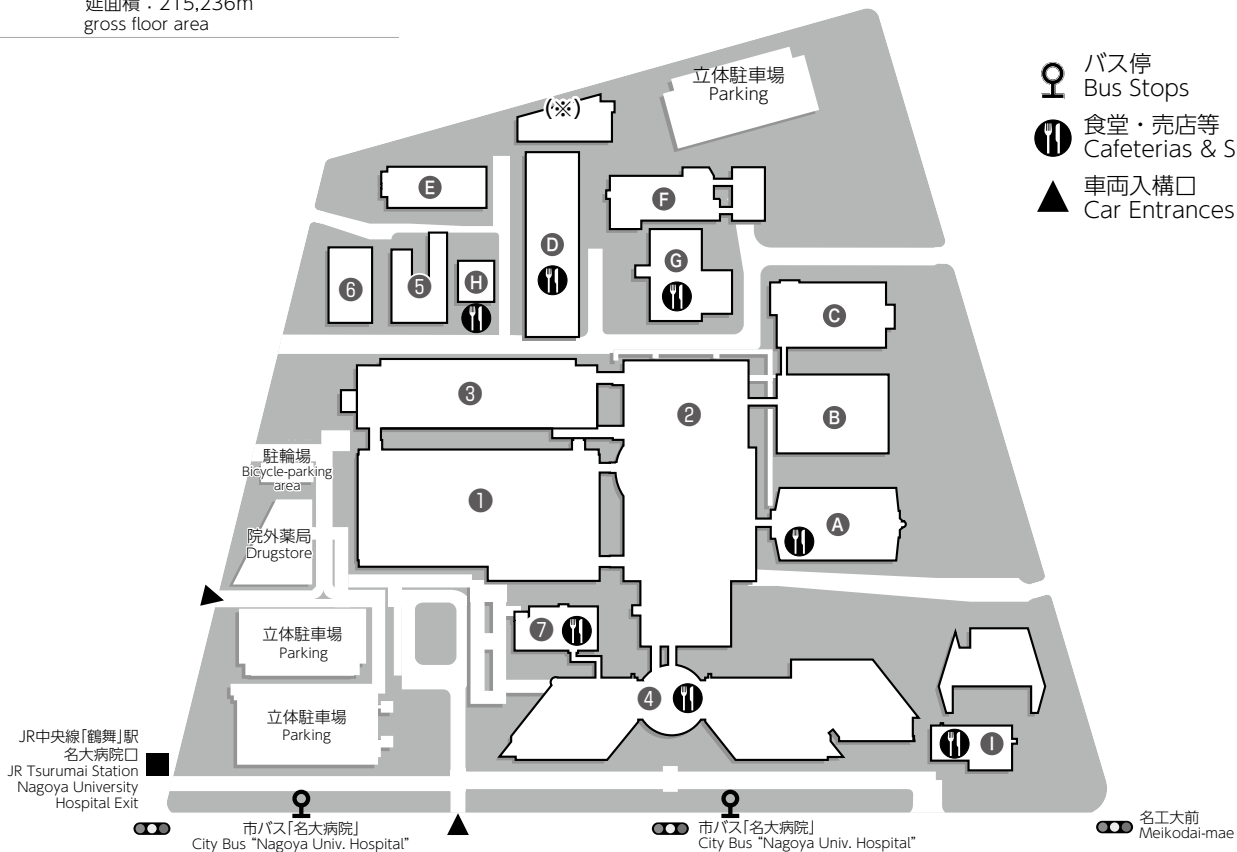 延面積：215,236m
gross floor area
バス停
Bus Stops
食堂・売店等
Cafeterias & S
車両入構口
Car Entrances
立体駐車場
Parking
(※)
E
F
D
G
6
5
H
C
3
2
B
駐輪場
Bicycle-parking
area
1
A
院外薬局
Drugstore
立体駐車場
Parking
7
4
立体駐車場
Parking
I
JR中央線「鶴舞」駅
名大病院口
JR Tsurumai Station
Nagoya University
Hospital Exit
市バス「名大病院」
City Bus "Nagoya Univ. Hospital"
市バス「名大病院」
City Bus "Nagoya Univ. Hospital"
名工大前
Meikodai-mae